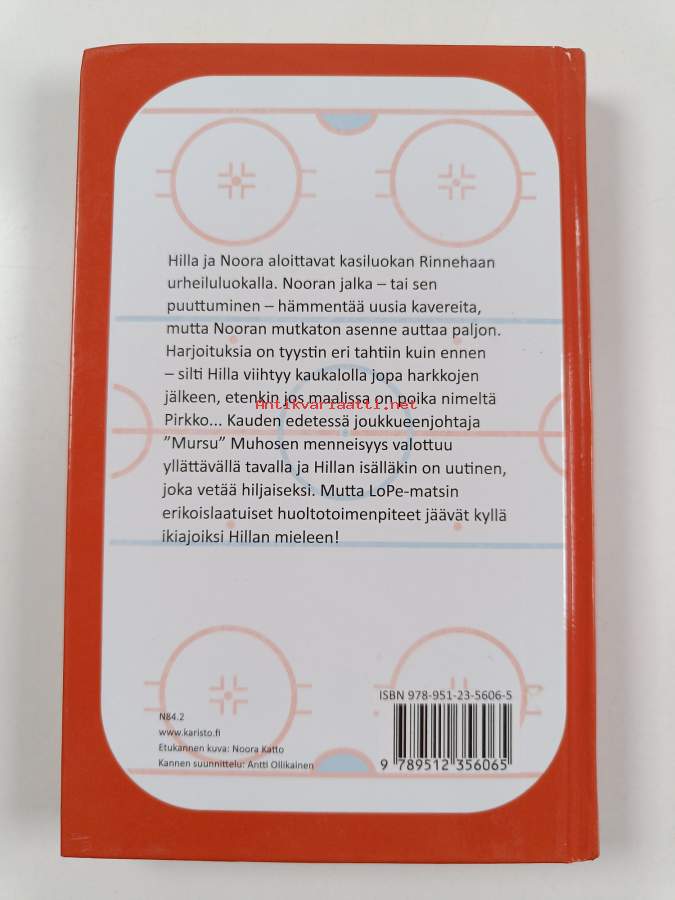 Hilla ja Noora aloittavat kasiluokan Rinnehaan
urheiluluokalla. Nooran jalka – tai sen
puuttuminen – hämmentää uusia kavereita,
mutta Nooran mutkaton asenne auttaa paljon.
Harjoituksia on tyystin eri tahtiin kuin ennen
– silti Hilla viihtyy kaukalolla jopa harkkojen
jälkeen, etenkin jos maalissa on poika nimeltä
Antikvariaatti.net
Pirkko... Kauden edetessä joukkueenjohtaja
”Mursu” Muhosen menneisyys valottuu
yllättävällä tavalla ja Hillan isälläkin on uutinen,
joka vetää hiljaiseksi. Mutta LoPe-matsin
erikoislaatuiset huoltotoimenpiteet jäävät kyllä
ikiajoiksi Hillan mieleen!
ISBN 978-951-23-5606-5
N84.2
www.karisto.fi
Etukannen kuva: Noora Katto
Kannen suunnittelu: Antti Ollikainen
9 789512 356065